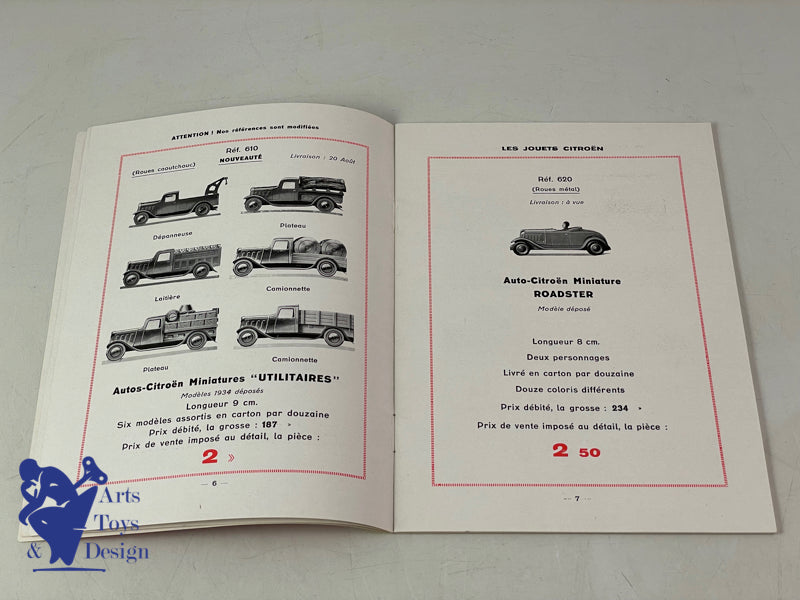 ATTENTION ! Nos références sont modifiées
Réf. 610
(Roues caoutchouc)
NOUVEAUTÉ
Livraison : 20 Août
Dépanneuse
Plateau
Laitière
Camionnette
Plateau
Camionnette
Autos-Citroën Miniatures "UTILITAIRES"
Modèles 1934 déposés
Longueur 9 cm.
Six modèles assortis en carton par douzaine
Prix débité, la grosse : 187 »
Prix de vente imposé au détail, la pièce :
2 »
— 6 —
LES JOUETS CITROËN
Réf. 620
(Roues métal)
Livraison : à vue
Auto-Citroën Miniature
ROADSTER
Modèle déposé
Longueur 8 cm.
Deux personnages
Livré en carton par douzaine
Douze coloris différents
Prix débité, la grosse : 234 »
Prix de vente imposé au détail, la pièce :
2 50
— 7 —
Arts
Toys
& Design